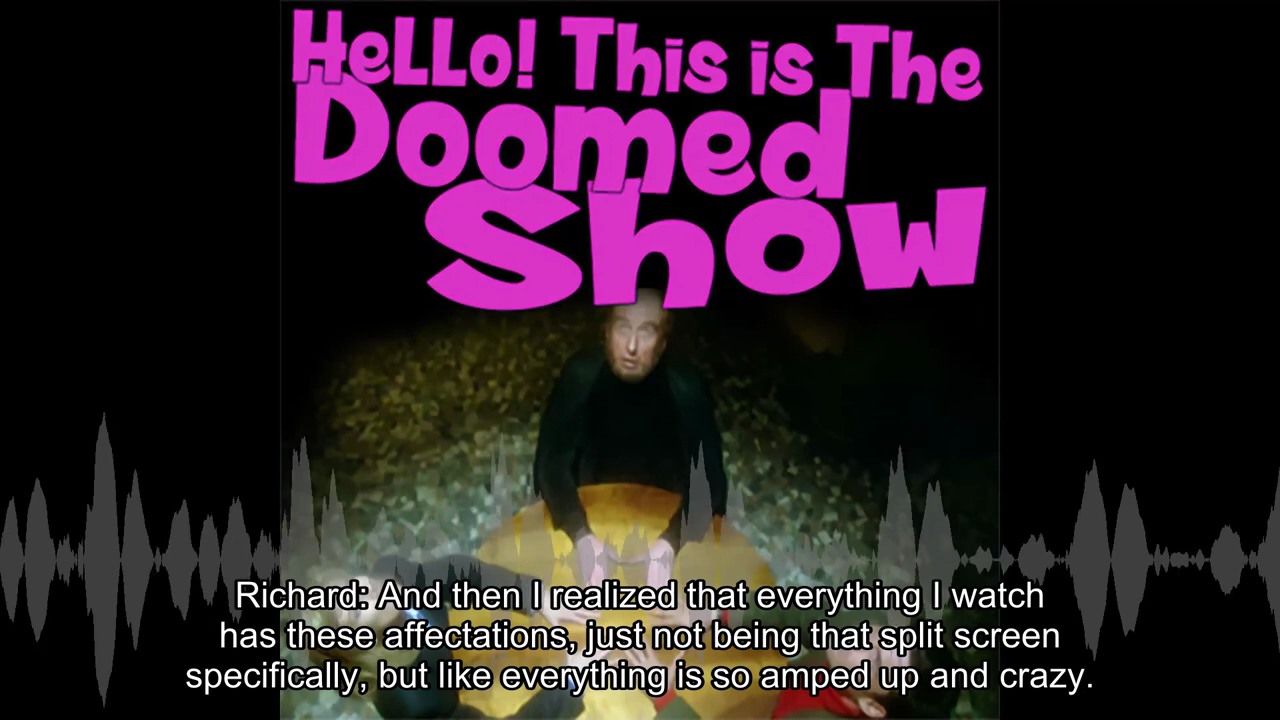 HeLLo! This is The
Doomed
Show
Richard: And then I realized that everything I watch
has these affectations, just not being that split screen
specifically, but like everything is so amped up and crazy.